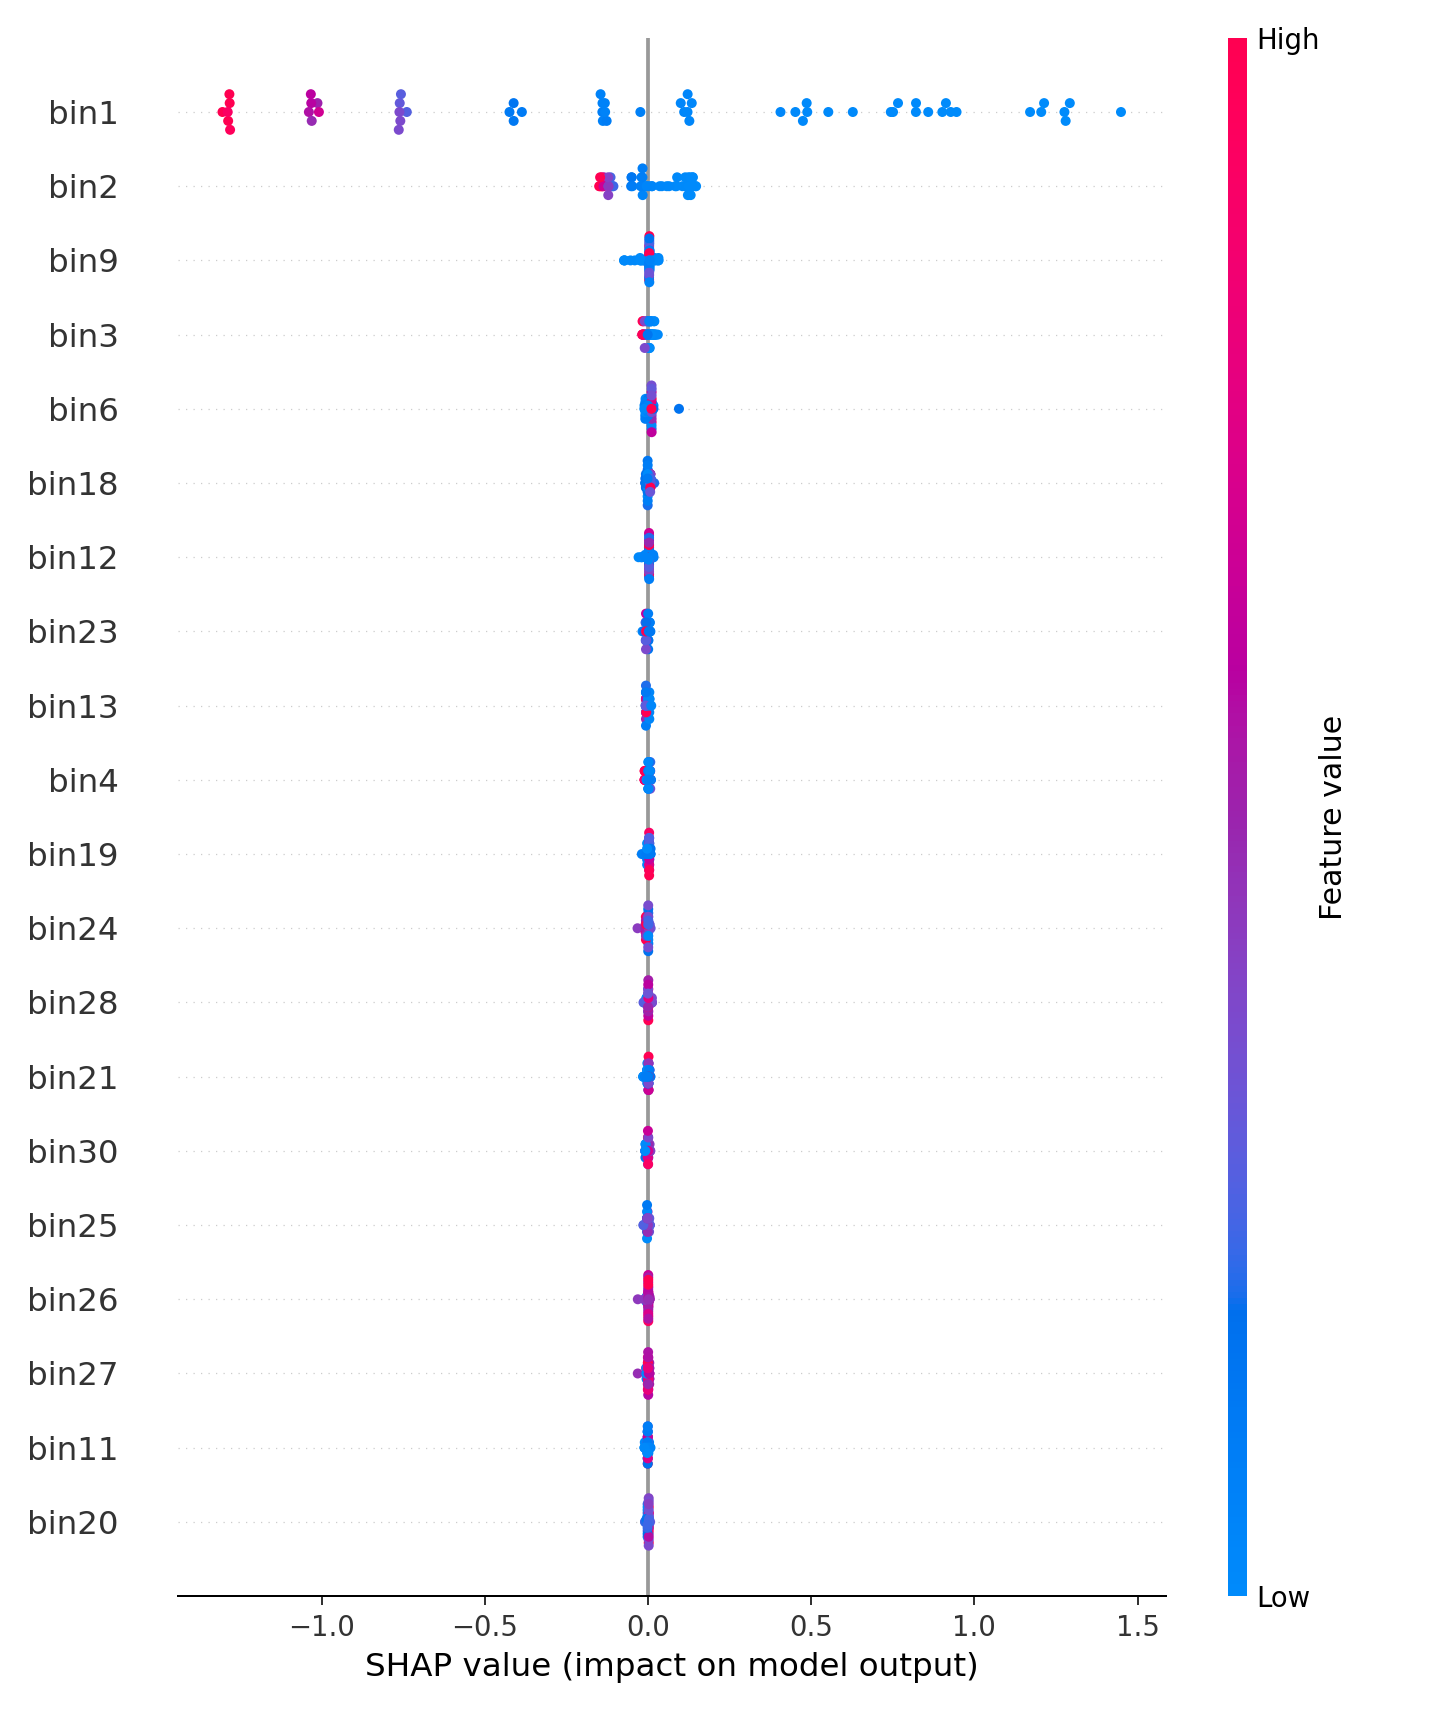 High
bin1
bin2
bin9
bin3
bin6
bin18
bin12
bin23
bin13
bin4
bin19
bin24
bin28
bin21
bin30
bin25
bin26
bin27
bin11
bin20
Feature value
Low
−1.0 −0.5 0.0 0.5 1.0 1.5
SHAP value (impact on model output)